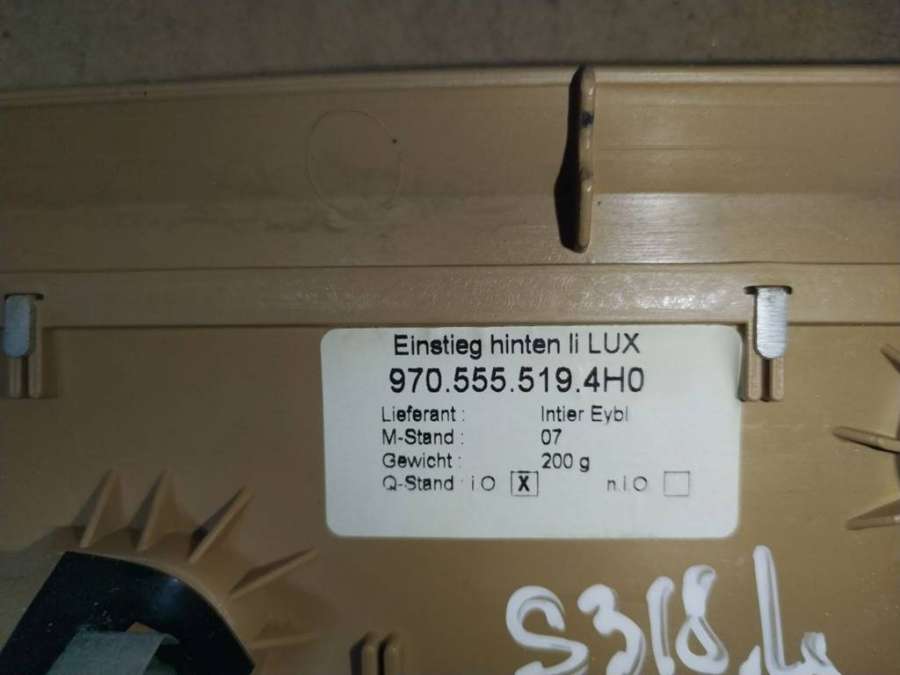 Einstieg hinten li LUX
970.555.519.4H0
Lieferant : Intier Eybl
M-Stand : 07
Gewicht : 200 g
Q-Stand : i O X n.i.O
S318